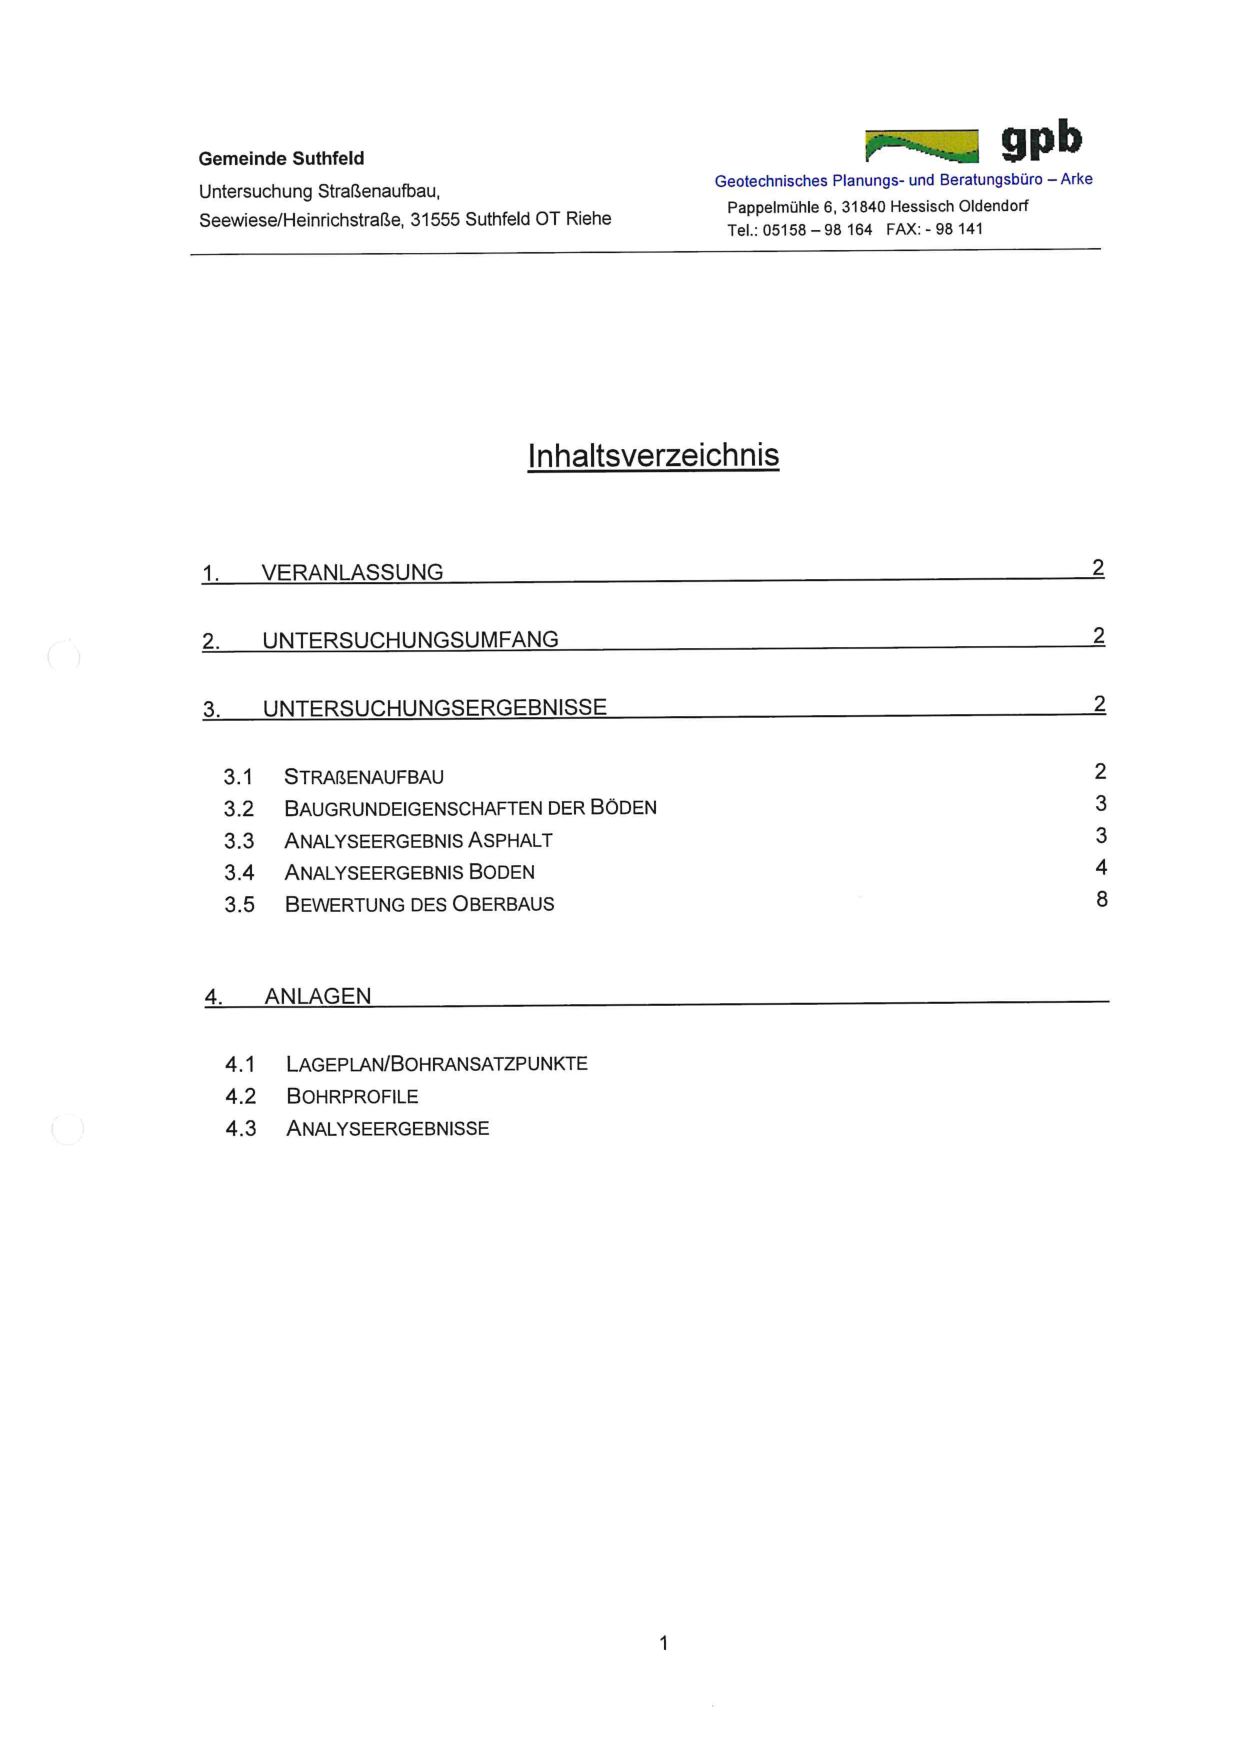 Gemeinde Suthfeld
Untersuchung Straßenaufbau,
Seewiese/Heinrichstraße, 31555 Suthfeld OT Riehe
gpb
Geotechnisches Planungs- und Beratungsbüro – Arke
Pappelmühle 6, 31840 Hessisch Oldendorf
Tel.: 05158 – 98 164 FAX: - 98 141
Inhaltsverzeichnis
1. VERANLASSUNG 2
2. UNTERSUCHUNGSUMFANG 2
3. UNTERSUCHUNGSERGEBNISSE 2
3.1 STRAßENAUFBAU 2
3.2 BAUGRUNDEIGENSCHAFTEN DER BÖDEN 3
3.3 ANALYSEERGEBNIS ASPHALT 3
3.4 ANALYSEERGEBNIS BODEN 4
3.5 BEWERTUNG DES OBERBAUS 8
4. ANLAGEN
4.1 LAGEPLAN/BOHRANSATZPUNKTE
4.2 BOHRPROFILE
4.3 ANALYSEERGEBNISSE
1